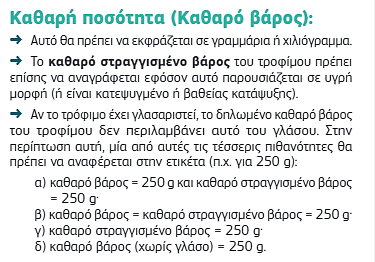 Καθαρή ποσότητα (Καθαρό βάρος):
➜ Αυτό θα πρέπει να εκφράζεται σε γραμμάρια ή χιλιόγραμμα.
➜ Το καθαρό στραγγισμένο βάρος του τροφίμου πρέπει
επίσης να αναγράφεται εφόσον αυτό παρουσιάζεται σε υγρή
μορφή (ή είναι κατεψυγμένο ή βαθείας κατάψυξης).
➜ Αν το τρόφιμο έχει γλασαριστεί, το δηλωμένο καθαρό βάρος
του τροφίμου δεν περιλαμβάνει αυτό του γλάσου. Στην
περίπτωση αυτή, μία από αυτές τις τέσσερις πιθανότητες θα
πρέπει να αναφέρεται στην ετικέτα (π.χ. για 250 g):
α) καθαρό βάρος = 250 g και καθαρό στραγγισμένο βάρος
= 250 g·
β) καθαρό βάρος = καθαρό στραγγισμένο βάρος = 250 g·
γ) καθαρό στραγγισμένο βάρος = 250 g·
δ) καθαρό βάρος (χωρίς γλάσο) = 250 g.